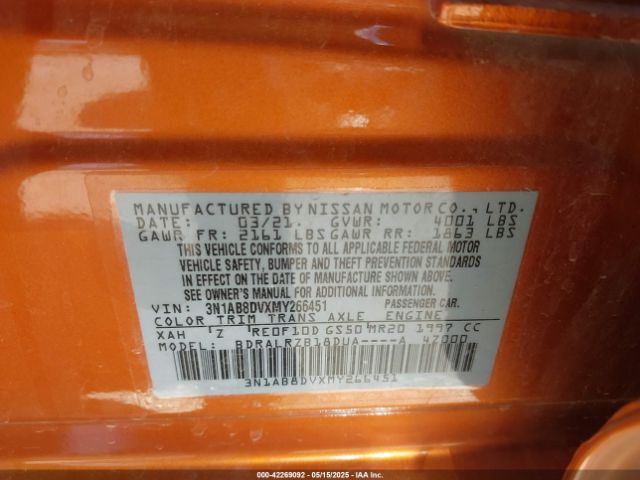 MANUFACTURED BY NISSAN MOTOR CO., LTD.
DATE: 03/21 GVWR: 4001 LBS
GAWR FR: 2161 LBS GAWR RR: 1863 LBS
THIS VEHICLE CONFORMS TO ALL APPLICABLE FEDERAL MOTOR
VEHICLE SAFETY, BUMPER AND THEFT PREVENTION STANDARDS
IN EFFECT ON THE DATE OF MANUFACTURE SHOWN ABOVE.
SEE OWNER'S MANUAL FOR ADDITIONAL INFORMATION.
VIN: 3N1AB8DVXMY266451 PASSENGER CAR.
COLOR TRIM TRANS AXLE ENGINE
XAH Z RE0F10D GS50 MR20 1997 CC
MODEL: BDRALRZB18DUA----A 47000
3N1AB8DVXMY266451
000-42269092 - 05/15/2025 - IAA Inc.